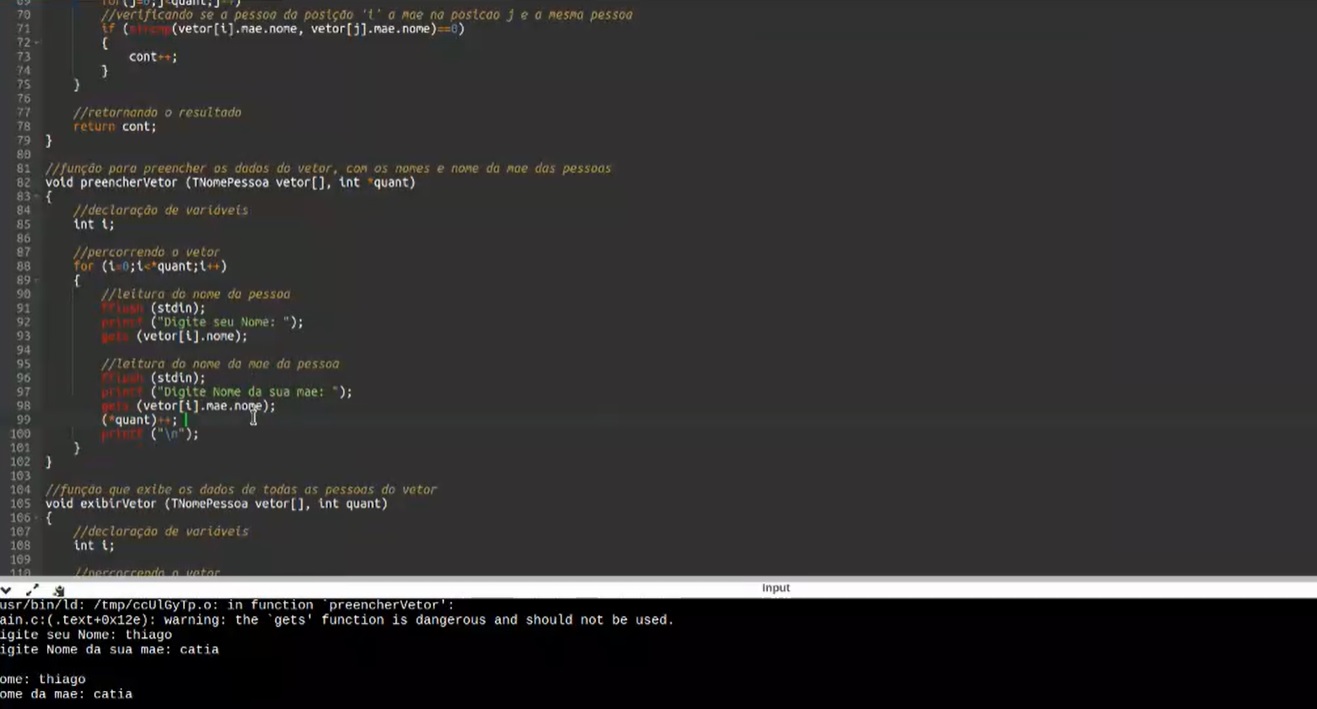 69 for(j=0;j<quant;j++)
70 //verificando se a pessoa da posição 'i' a mae na posicao j e a mesma pessoa
71 if (strcmp(vetor[i].mae.nome, vetor[j].mae.nome)==0)
72 {
73 cont++;
74 }
75 }
76
77 //retornando o resultado
78 return cont;
79 }
80
81 //função para preencher os dados do vetor, com os nomes e nome da mae das pessoas
82 void preencherVetor (TNomePessoa vetor[], int *quant)
83 {
84 //declaração de variáveis
85 int i;
86
87 //percorrendo o vetor
88 for (i=0;i<*quant;i++)
89 {
90 //leitura do nome da pessoa
91 fflush (stdin);
92 printf ("Digite seu Nome: ");
93 gets (vetor[i].nome);
94
95 //leitura do nome da mae da pessoa
96 fflush (stdin);
97 printf ("Digite Nome da sua mae: ");
98 gets (vetor[i].mae.nome);
99 (*quant)++;
100 printf ("\n");
101 }
102 }
103
104 //função que exibe os dados de todas as pessoas do vetor
105 void exibirVetor (TNomePessoa vetor[], int quant)
106 {
107 //declaração de variáveis
108 int i;
109
110 //percorrendo o vetor
input
usr/bin/ld: /tmp/ccUlGyTp.o: in function `preencherVetor':
ain.c:(.text+0x12e): warning: the `gets' function is dangerous and should not be used.
igite seu Nome: thiago
igite Nome da sua mae: catia
ome: thiago
ome da mae: catia